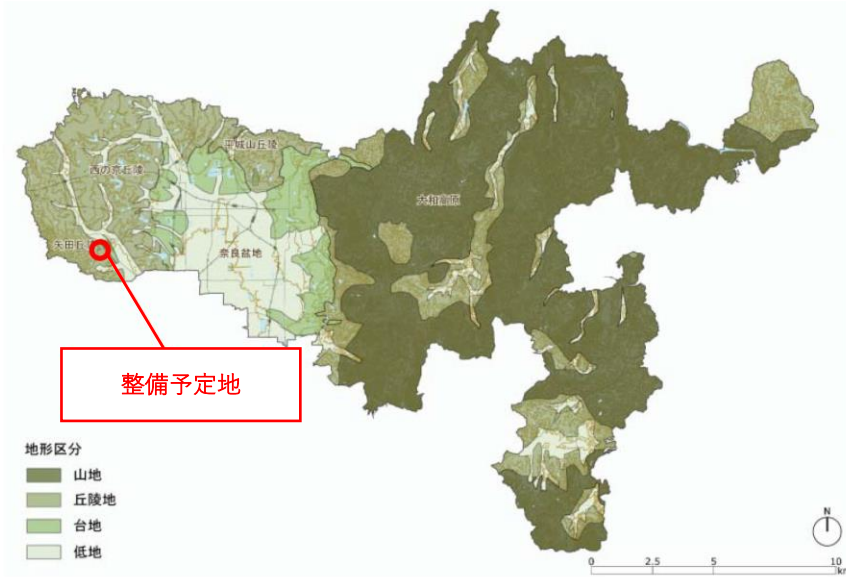 平城山丘陵
西の京丘陵
大和高原
矢田丘
奈良盆地
整備予定地
地形区分
山地
丘陵地
台地
低地
N
0 2.5 5 10
km